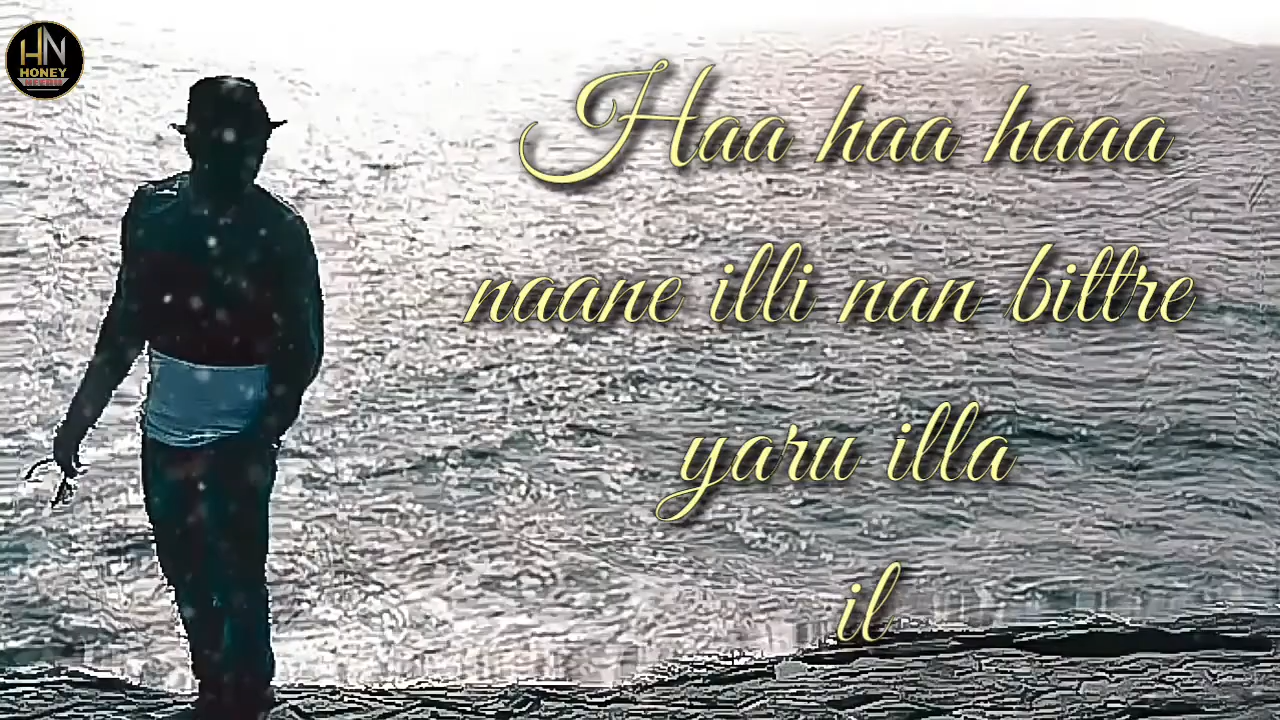 HN
HONEY
Haa haa haaa
naane illi nan bittre
yaru illa
il